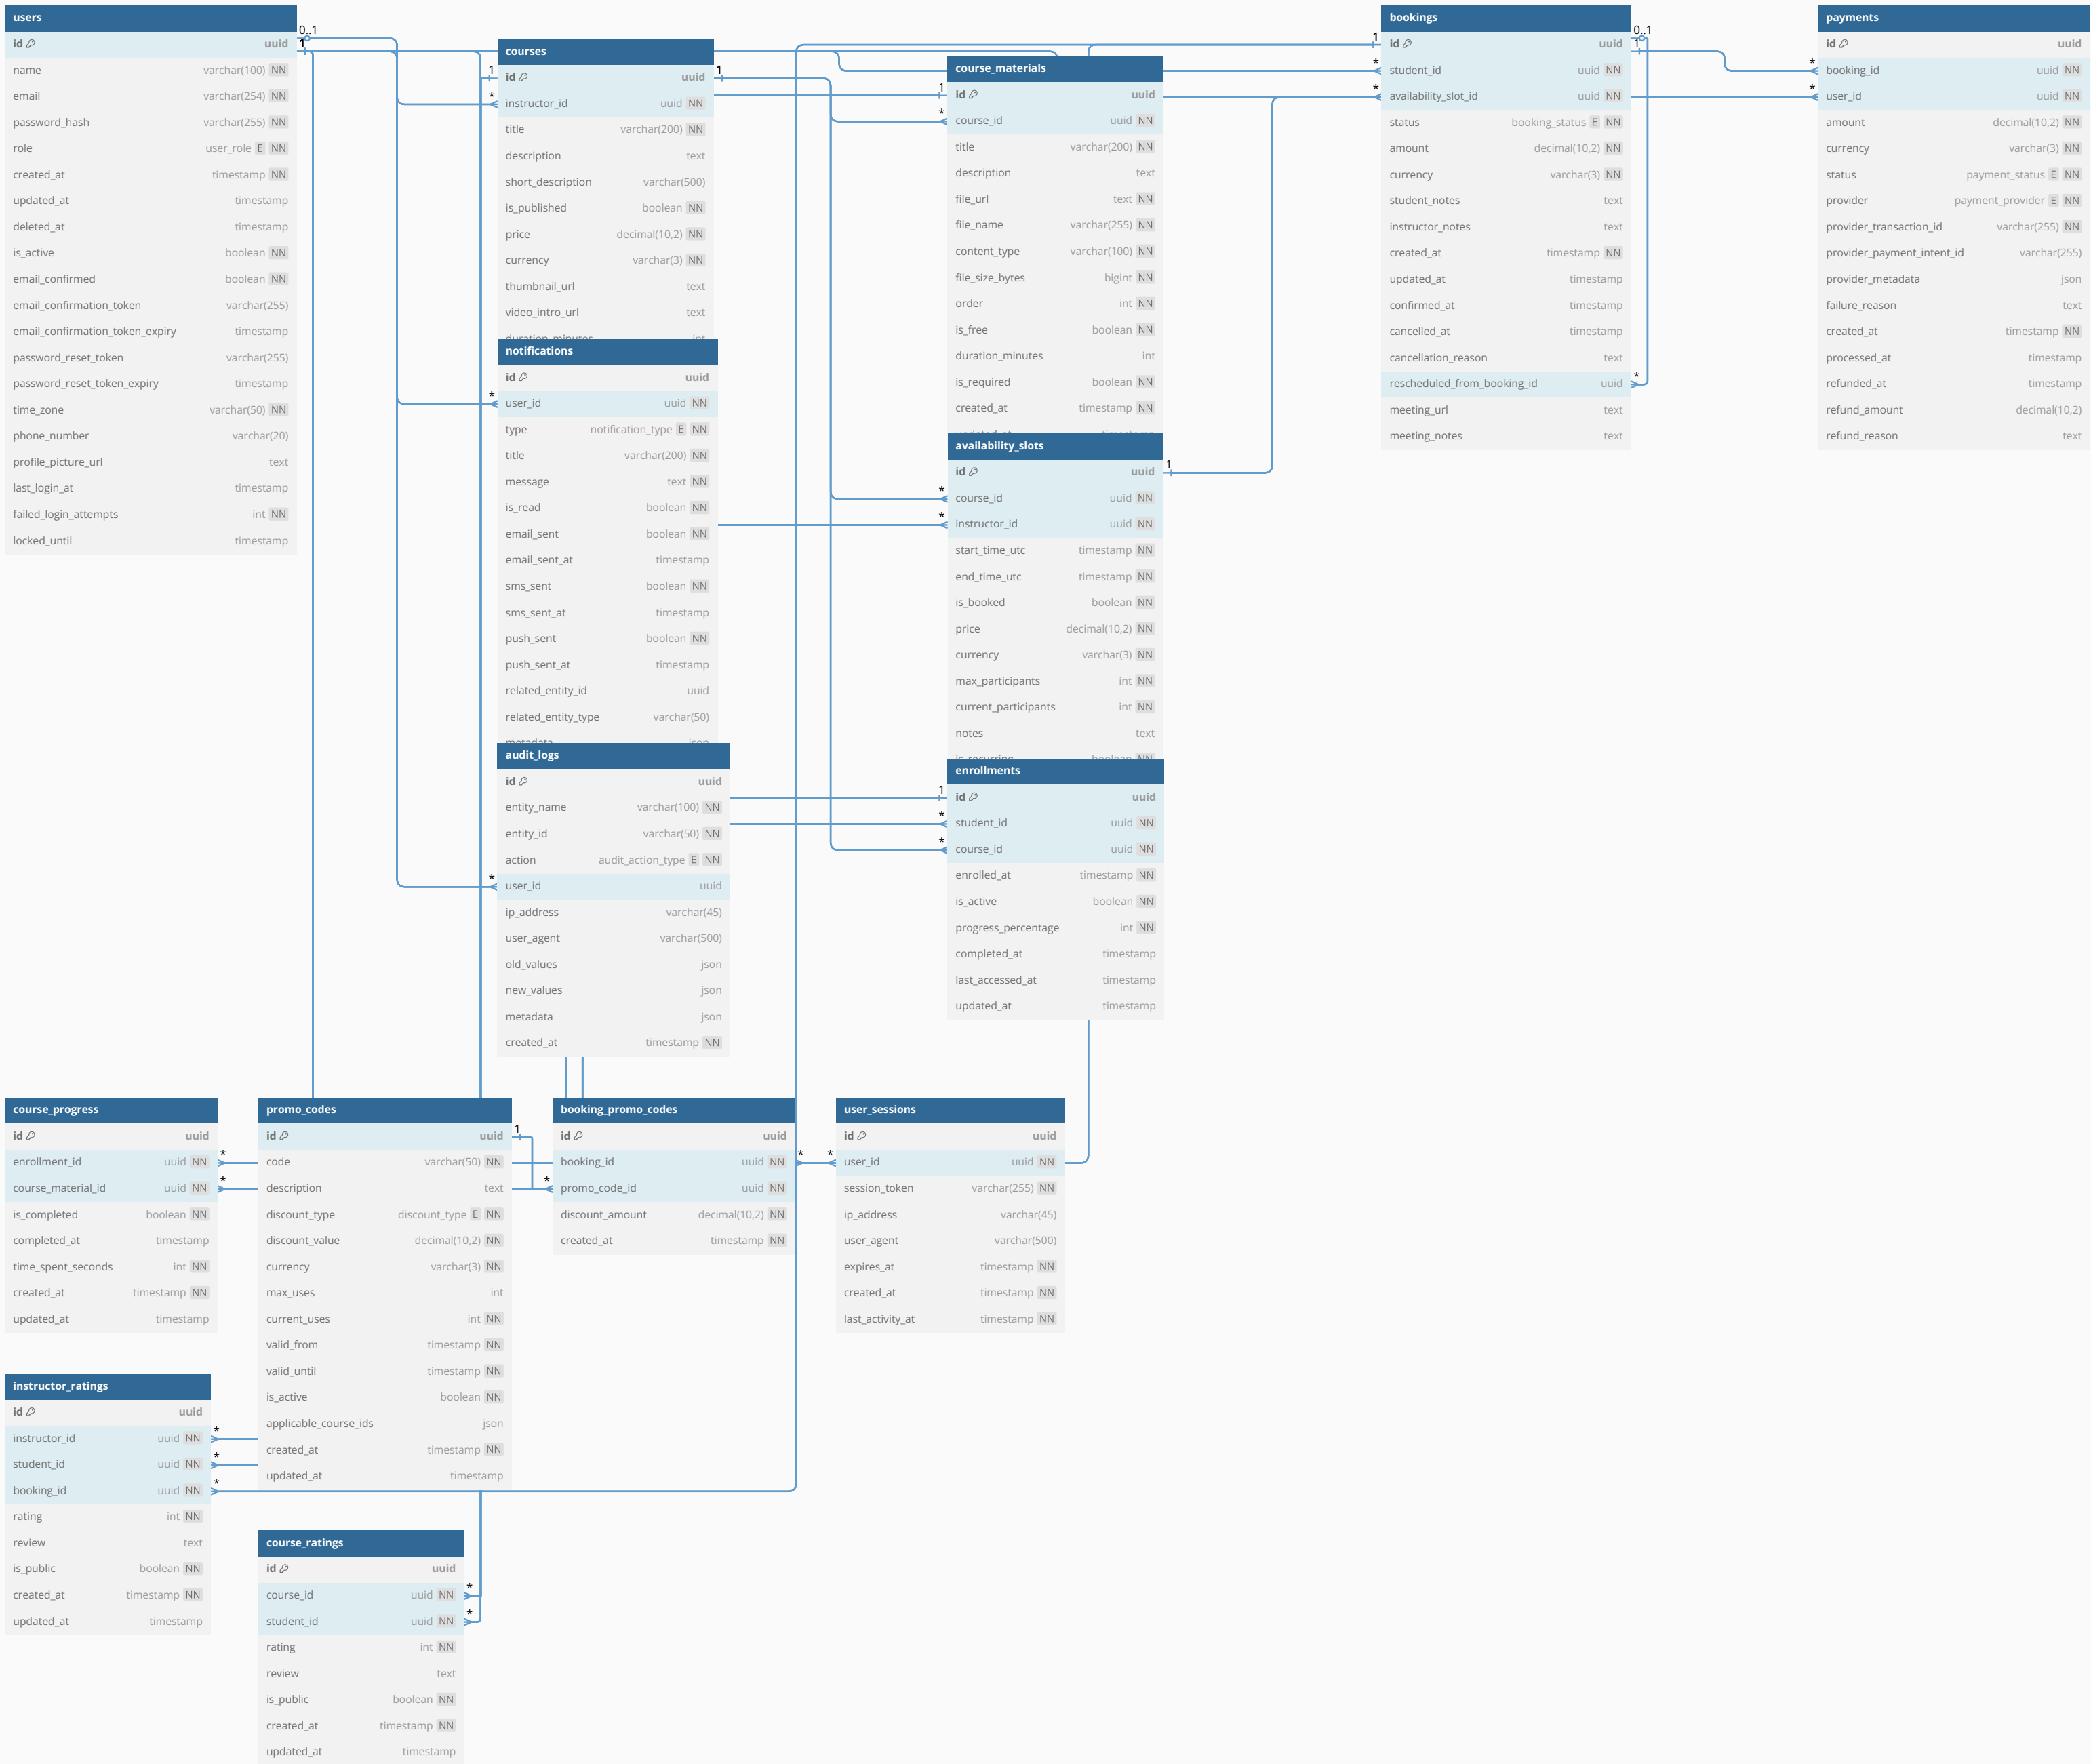 users
id uuid
name varchar(100) NN
email varchar(254) NN
password_hash varchar(255) NN
role user_role E NN
created_at timestamp NN
updated_at timestamp
deleted_at timestamp
is_active boolean NN
email_confirmed boolean NN
email_confirmation_token varchar(255)
email_confirmation_token_expiry timestamp
password_reset_token varchar(255)
password_reset_token_expiry timestamp
time_zone varchar(50) NN
phone_number varchar(20)
profile_picture_url text
last_login_at timestamp
failed_login_attempts int NN
locked_until timestamp
0..1
1
courses
1 id uuid 1
* instructor_id uuid NN
title varchar(200) NN
description text
short_description varchar(500)
is_published boolean NN
price decimal(10,2) NN
currency varchar(3) NN
thumbnail_url text
video_intro_url text
duration_minutes int
notifications
id uuid
* user_id uuid NN
type notification_type E NN
title varchar(200) NN
message text NN
is_read boolean NN
email_sent boolean NN
email_sent_at timestamp
sms_sent boolean NN
sms_sent_at timestamp
push_sent boolean NN
push_sent_at timestamp
related_entity_id uuid
related_entity_type varchar(50)
metadata json
audit_logs
id uuid
entity_name varchar(100) NN
entity_id varchar(50) NN
action audit_action_type E NN
* user_id uuid
ip_address varchar(45)
user_agent varchar(500)
old_values json
new_values json
metadata json
created_at timestamp NN
course_materials
1 id uuid
* course_id uuid NN
title varchar(200) NN
description text
file_url text NN
file_name varchar(255) NN
content_type varchar(100) NN
file_size_bytes bigint NN
order int NN
is_free boolean NN
duration_minutes int
is_required boolean NN
created_at timestamp NN
updated_at timestamp
availability_slots
id uuid 1
* course_id uuid NN
* instructor_id uuid NN
start_time_utc timestamp NN
end_time_utc timestamp NN
is_booked boolean NN
price decimal(10,2) NN
currency varchar(3) NN
max_participants int NN
current_participants int NN
notes text
is_recurring boolean NN
enrollments
1 id uuid
* student_id uuid NN
* course_id uuid NN
enrolled_at timestamp NN
is_active boolean NN
progress_percentage int NN
completed_at timestamp
last_accessed_at timestamp
updated_at timestamp
bookings
0..1
1 id uuid 1
* student_id uuid NN
* availability_slot_id uuid NN
status booking_status E NN
amount decimal(10,2) NN
currency varchar(3) NN
student_notes text
instructor_notes text
created_at timestamp NN
updated_at timestamp
confirmed_at timestamp
cancelled_at timestamp
cancellation_reason text
rescheduled_from_booking_id uuid *
meeting_url text
meeting_notes text
payments
id uuid
* booking_id uuid NN
* user_id uuid NN
amount decimal(10,2) NN
currency varchar(3) NN
status payment_status E NN
provider payment_provider E NN
provider_transaction_id varchar(255) NN
provider_payment_intent_id varchar(255)
provider_metadata json
failure_reason text
created_at timestamp NN
processed_at timestamp
refunded_at timestamp
refund_amount decimal(10,2)
refund_reason text
course_progress
id uuid
enrollment_id uuid NN *
course_material_id uuid NN *
is_completed boolean NN
completed_at timestamp
time_spent_seconds int NN
created_at timestamp NN
updated_at timestamp
promo_codes
id uuid 1
code varchar(50) NN
description text
discount_type discount_type E NN
discount_value decimal(10,2) NN
currency varchar(3) NN
max_uses int
current_uses int NN
valid_from timestamp NN
valid_until timestamp NN
is_active boolean NN
applicable_course_ids json
created_at timestamp NN
updated_at timestamp
booking_promo_codes
id uuid
booking_id uuid NN *
* promo_code_id uuid NN
discount_amount decimal(10,2) NN
created_at timestamp NN
user_sessions
id uuid
* user_id uuid NN
session_token varchar(255) NN
ip_address varchar(45)
user_agent varchar(500)
expires_at timestamp NN
created_at timestamp NN
last_activity_at timestamp NN
instructor_ratings
id uuid
instructor_id uuid NN *
student_id uuid NN *
booking_id uuid NN *
rating int NN
review text
is_public boolean NN
created_at timestamp NN
updated_at timestamp
course_ratings
id uuid
course_id uuid NN *
student_id uuid NN *
rating int NN
review text
is_public boolean NN
created_at timestamp NN
updated_at timestamp